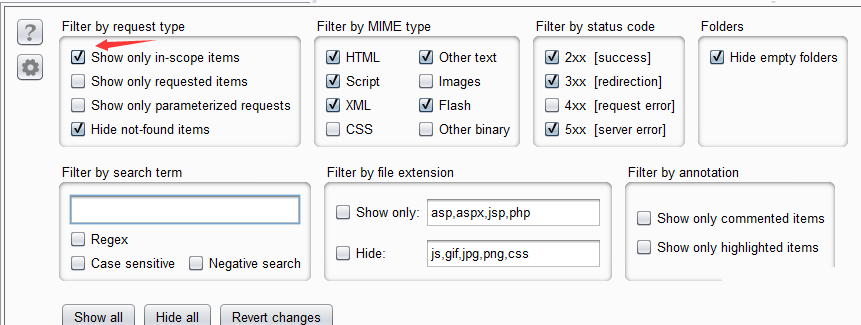 Filter by request type
Show only in-scope items
Show only requested items
Show only parameterized requests
Hide not-found items
Filter by MIME type
HTML
Other text
Script
Images
XML
Flash
CSS
Other binary
Filter by status code
2xx [success]
3xx [redirection]
4xx [request error]
5xx [server error]
Folders
Hide empty folders
Filter by search term
Regex
Case sensitive
Negative search
Filter by file extension
Show only: asp,aspx,jsp,php
Hide: js,gif,jpg,png,css
Filter by annotation
Show only commented items
Show only highlighted items
Show all
Hide all
Revert changes